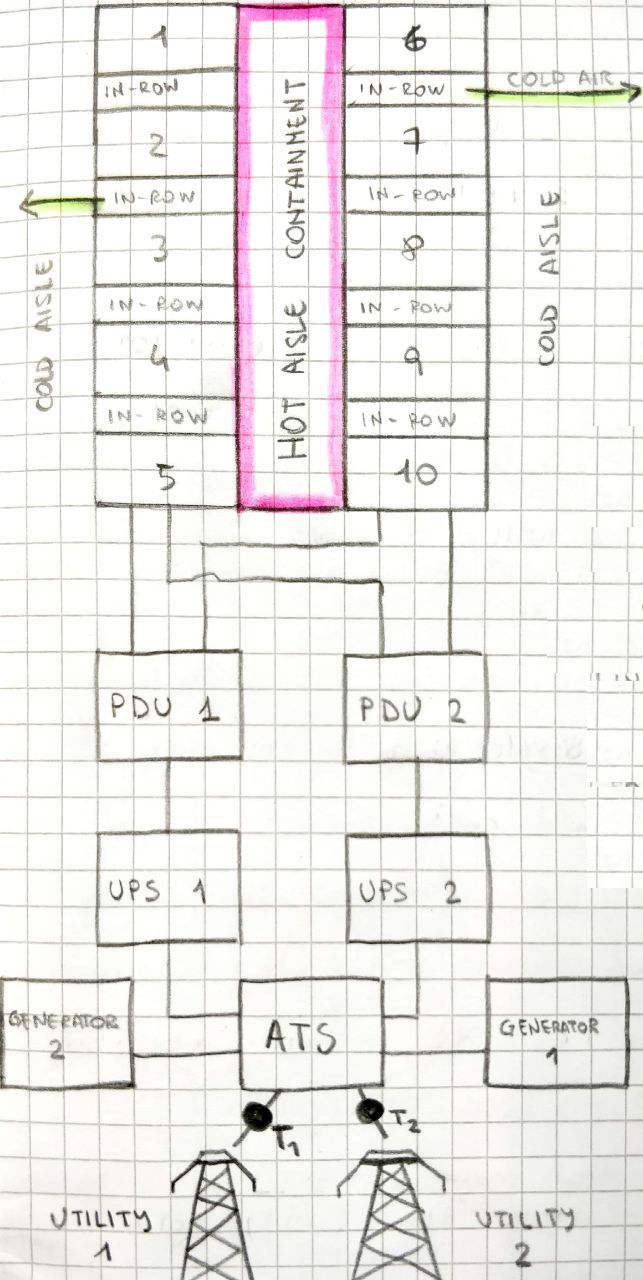 1
IN-ROW
2
IN-ROW
3
IN-ROW
4
IN-ROW
5
HOT AISLE CONTAINMENT
6
IN-ROW
7
IN-ROW
8
IN-ROW
9
IN-ROW
10
COLD AIR
COLD AISLE
COLD AISLE
PDU 1
PDU 2
UPS 1
UPS 2
GENERATOR
2
ATS
GENERATOR
1
T1
T2
UTILITY
1
UTILITY
2